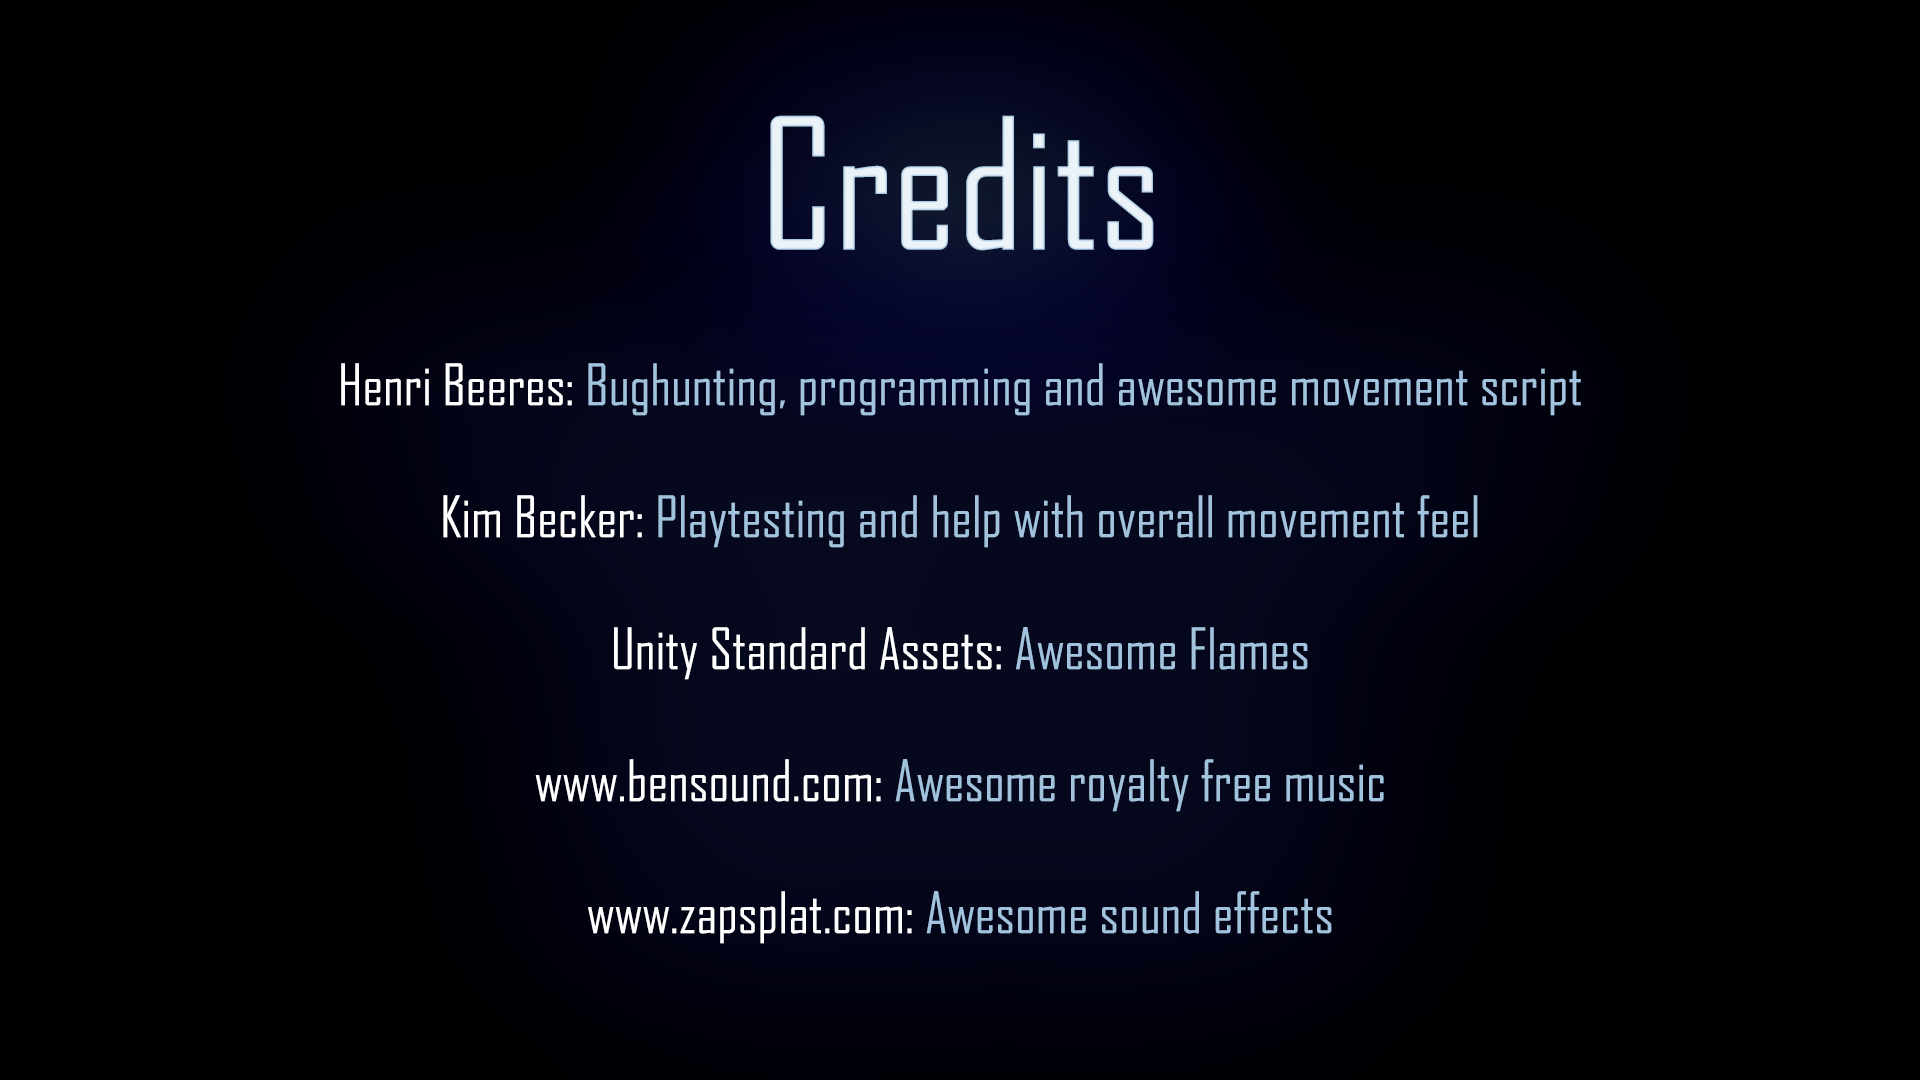 Credits
Henri Beeres: Bughunting, programming and awesome movement script
Kim Becker: Playtesting and help with overall movement feel
Unity Standard Assets: Awesome Flames
www.bensound.com: Awesome royalty free music
www.zapsplat.com: Awesome sound effects